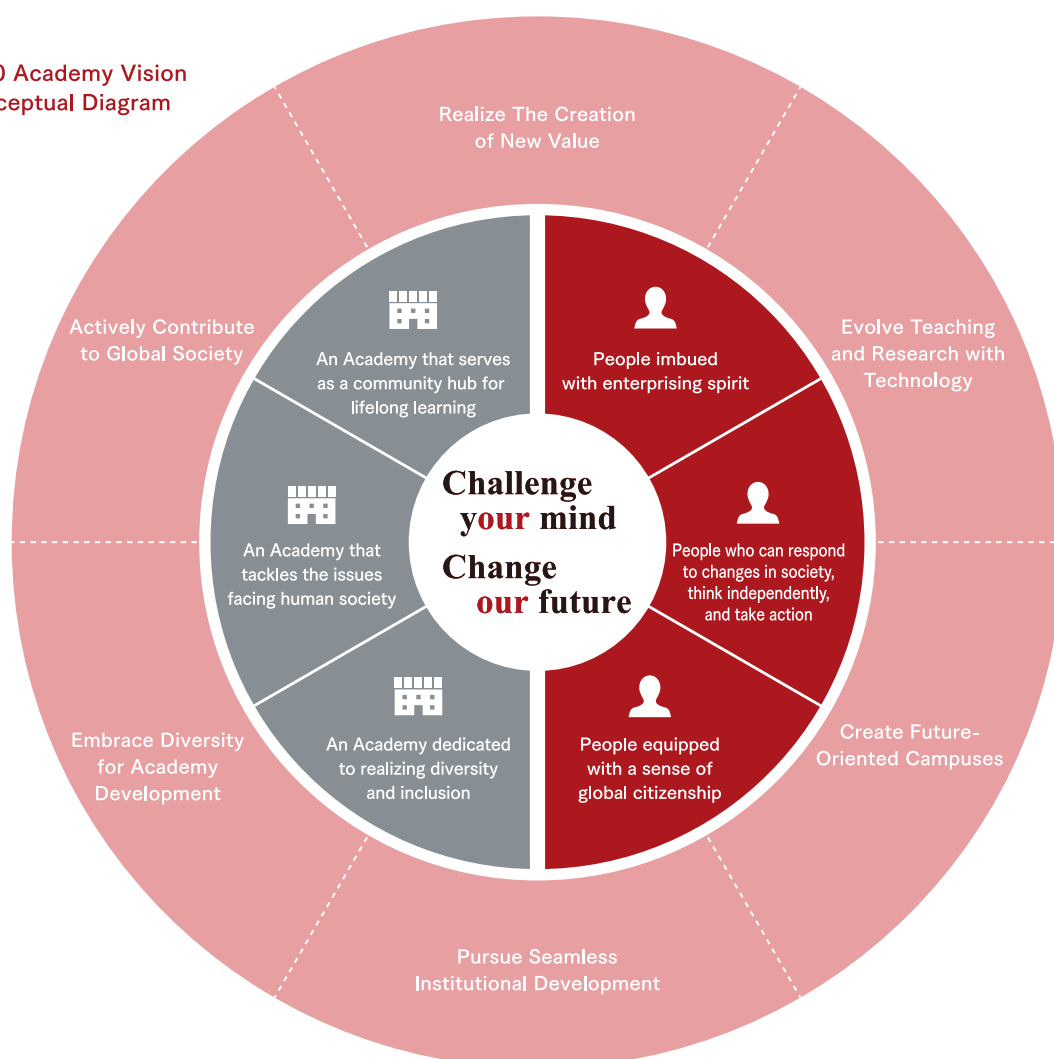 0 Academy Vision
ceptual Diagram
Realize The Creation
of New Value
Actively Contribute
to Global Society
Evolve Teaching
and Research with
Technology
An Academy that serves
as a community hub for
lifelong learning
People imbued
with enterprising spirit
Challenge
your mind
Change
our future
An Academy that
tackles the issues
facing human society
People who can respond
to changes in society,
think independently,
and take action
An Academy dedicated
to realizing diversity
and inclusion
People equipped
with a sense of
global citizenship
Embrace Diversity
for Academy
Development
Create Future-
Oriented Campuses
Pursue Seamless
Institutional Development